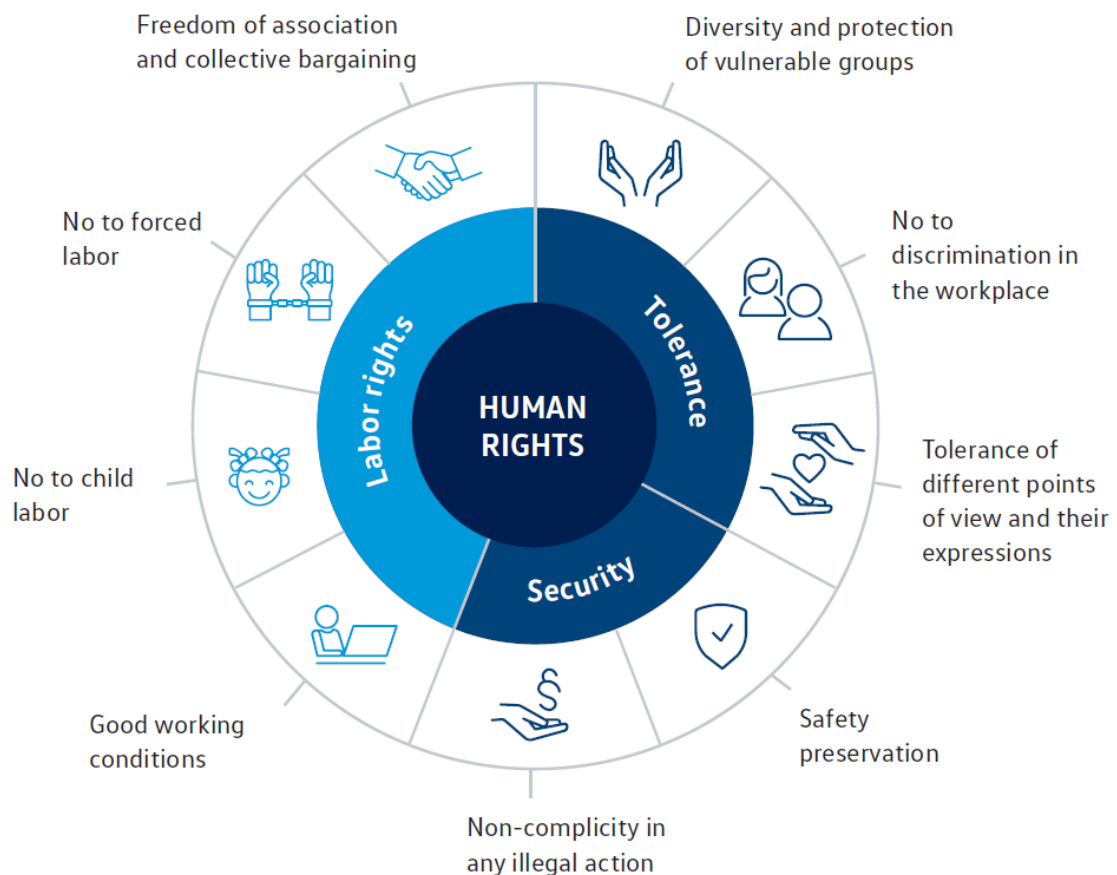 Freedom of association
and collective bargaining
Diversity and protection
of vulnerable groups
No to forced
labor
No to
discrimination in
the workplace
Labor rights
Tolerance
HUMAN
RIGHTS
No to child
labor
Tolerance of
different points
of view and their
expressions
Security
Good working
conditions
Safety
preservation
Non-complicity in
any illegal action